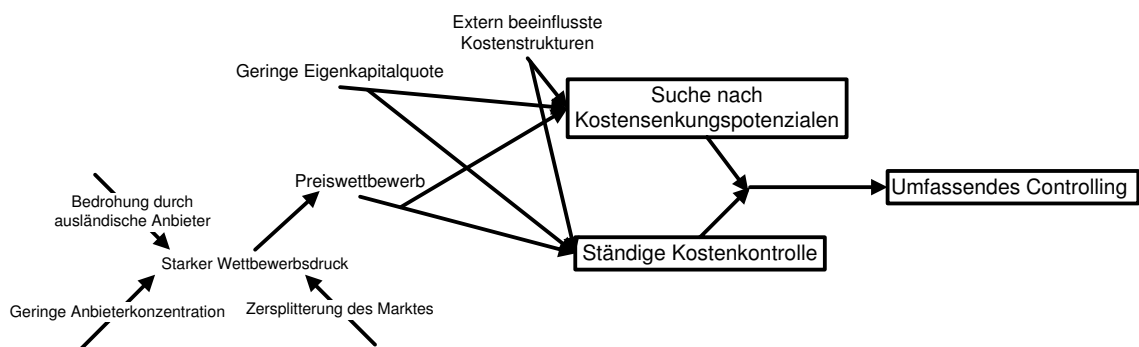 Extern beeinflusste
Kostenstrukturen
Geringe Eigenkapitalquote
Suche nach
Kostensenkungspotenzialen
Preiswettbewerb
Umfassendes Controlling
Bedrohung durch
ausländische Anbieter
Ständige Kostenkontrolle
Starker Wettbewerbsdruck
Geringe Anbieterkonzentration
Zersplitterung des Marktes